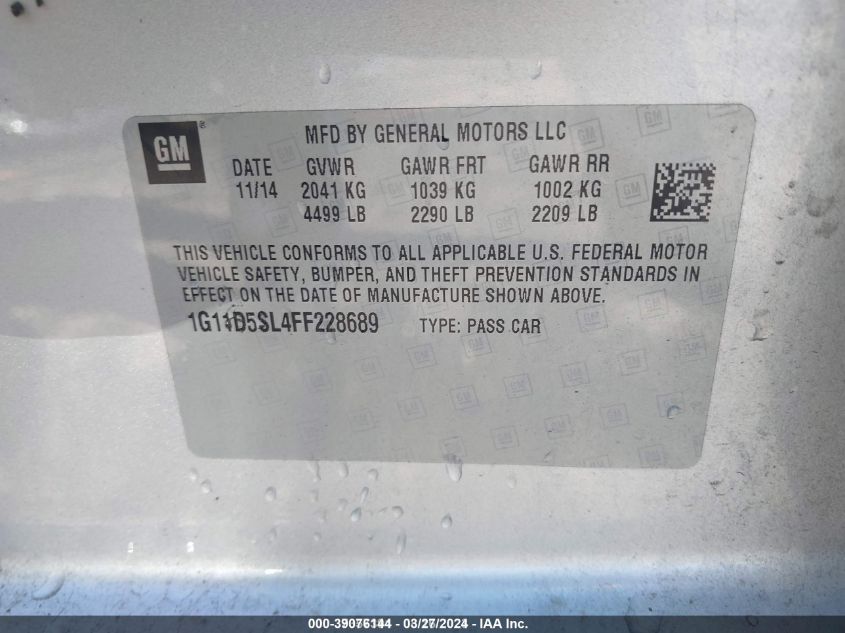 GM
MFD BY GENERAL MOTORS LLC
DATE GVWR GAWR FRT GAWR RR
11/14 2041 KG 1039 KG 1002 KG
4499 LB 2290 LB 2209 LB
THIS VEHICLE CONFORMS TO ALL APPLICABLE U.S. FEDERAL MOTOR
VEHICLE SAFETY, BUMPER, AND THEFT PREVENTION STANDARDS IN
EFFECT ON THE DATE OF MANUFACTURE SHOWN ABOVE.
1G11D5SL4FF228689 TYPE: PASS CAR
000-39076144 - 03/27/2024 - IAA Inc.